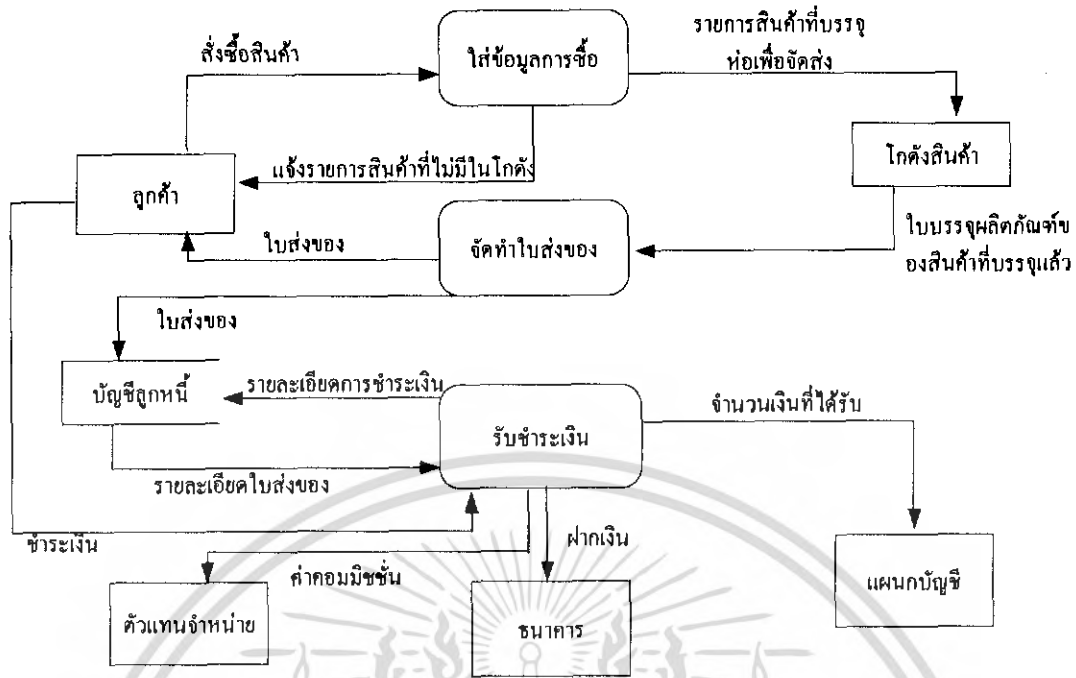 รายการสินค้าที่บรรจุ
ห่อเพื่อจัดส่ง
สั่งซื้อสินค้า
ใส่ข้อมูลการซื้อ
โกดังสินค้า
แจ้งรายการสินค้าที่ไม่มีในโกดัง
ลูกค้า
ใบส่งของ
จัดทำใบส่งของ
ใบบรรจุผลิตภัณฑ์ข
องสินค้าที่บรรจุแล้ว
ใบส่งของ
บัญชีลูกหนี้
รายละเอียดการชำระเงิน
จำนวนเงินที่ได้รับ
รับชำระเงิน
รายละเอียดใบส่งของ
ชำระเงิน
ฝากเงิน
ค่าคอมมิชชั่น
แผนกบัญชี
ตัวแทนจำหน่าย
ธนาคาร